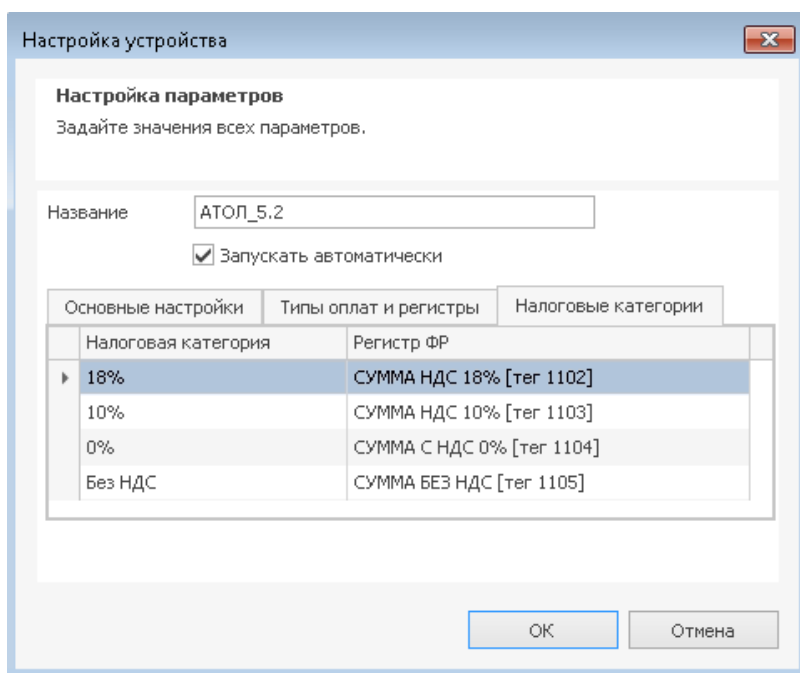 Настройка устройства
Настройка параметров
Задайте значения всех параметров.
Название АТОЛ_5.2
Запускать автоматически
Основные настройки Типы оплат и регистры Налоговые категории
Налоговая категория Регистр ФР
18% СУММА НДС 18% [тег 1102]
10% СУММА НДС 10% [тег 1103]
0% СУММА С НДС 0% [тег 1104]
Без НДС СУММА БЕЗ НДС [тег 1105]
ОК Отмена